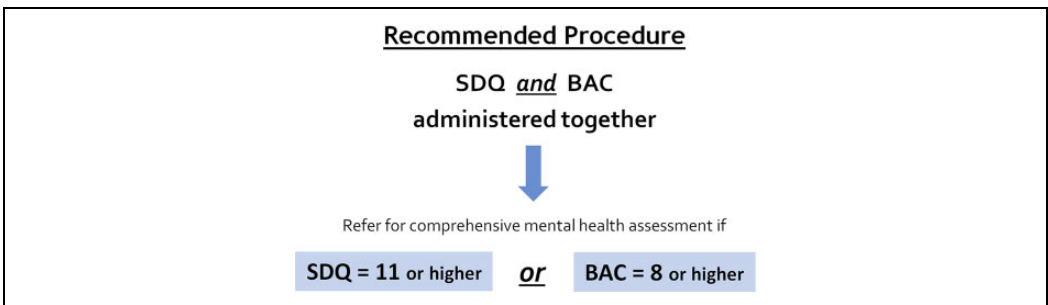 Recommended Procedure
SDQ and BAC
administered together
Refer for comprehensive mental health assessment if
SDQ = 11 or higher or BAC = 8 or higher